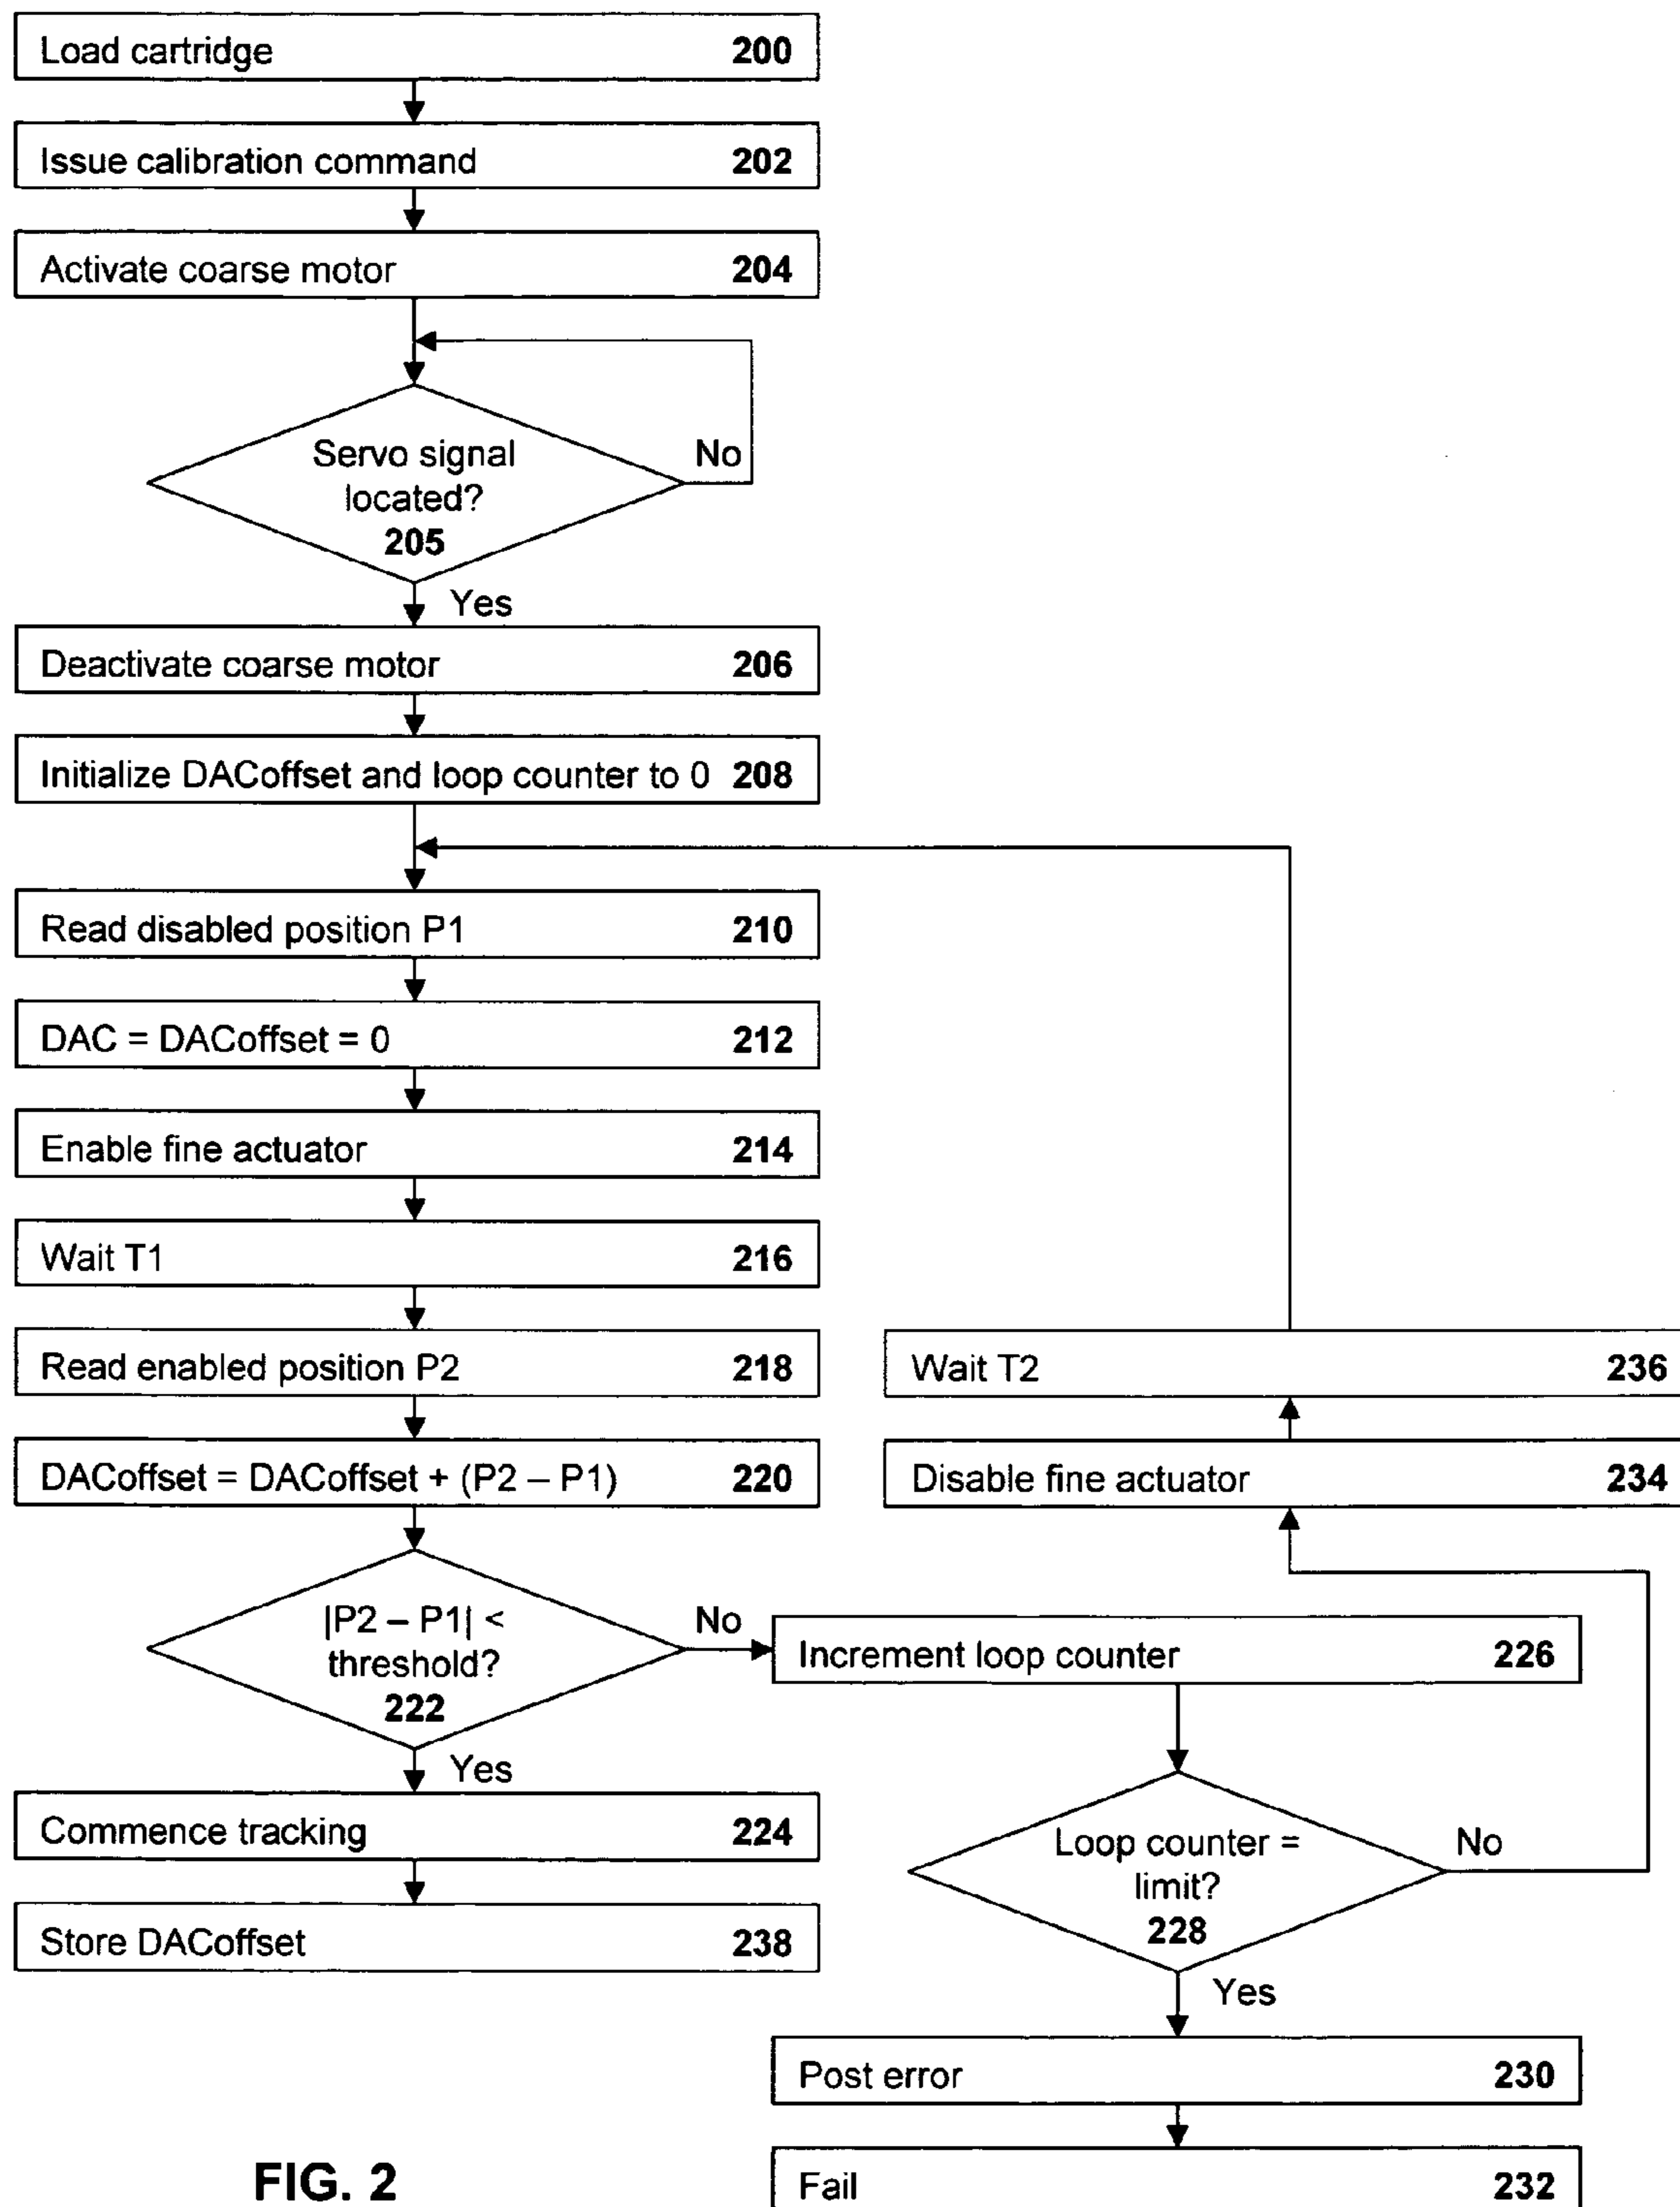 Load cartridge 200
Issue calibration command 202
Activate coarse motor 204
Servo signal
located?
205
No
Yes
Deactivate coarse motor 206
Initialize DACoffset and loop counter to 0 208
Read disabled position P1 210
DAC = DACoffset = 0 212
Enable fine actuator 214
Wait T1 216
Read enabled position P2 218
DACoffset = DACoffset + (P2 – P1) 220
|P2 – P1| <
threshold?
222
No
Yes
Commence tracking 224
Store DACoffset 238
Wait T2 236
Disable fine actuator 234
Increment loop counter 226
Loop counter =
limit?
228
No
Yes
Post error 230
Fail 232
FIG. 2